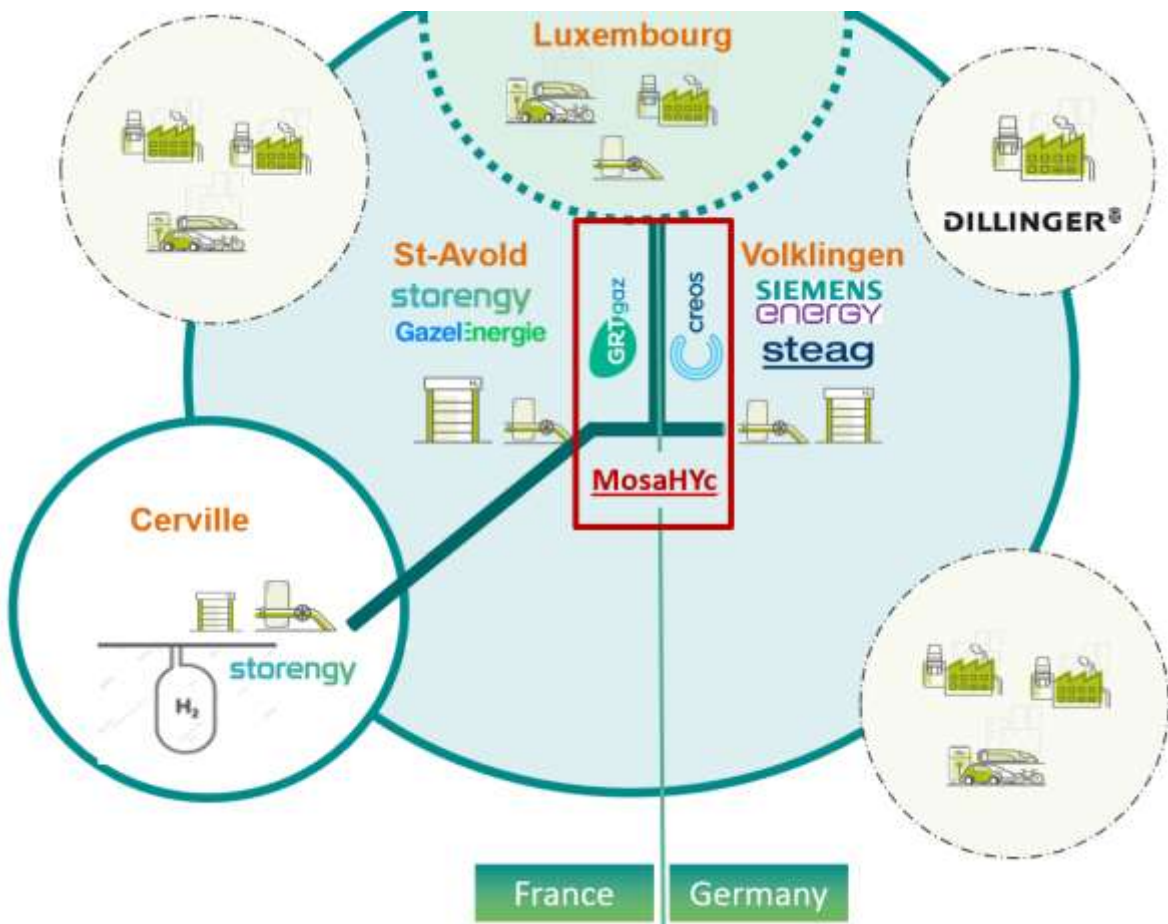 Luxembourg
DILLINGER
St-Avold
storengy
GazelEnergie
GRTgaz
creos
Volklingen
SIEMENS
energy
steag
MosaHYc
Cerville
storengy
H₂
France
Germany